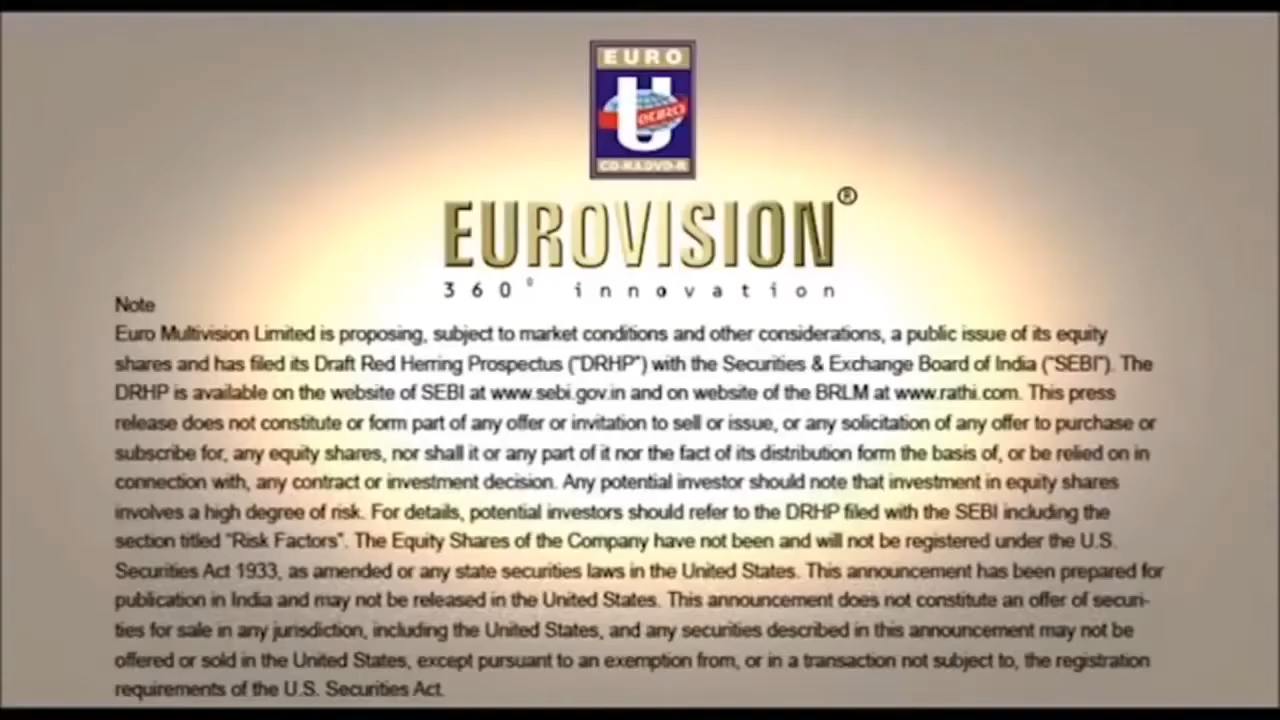 EURO
U
EURO
CD-R & DVD-R
EUROVISION®
360° innovation
Note
Euro Multivision Limited is proposing, subject to market conditions and other considerations, a public issue of its equity
shares and has filed its Draft Red Herring Prospectus ("DRHP") with the Securities & Exchange Board of India ("SEBI"). The
DRHP is available on the website of SEBI at www.sebi.gov.in and on website of the BRLM at www.rathi.com. This press
release does not constitute or form part of any offer or invitation to sell or issue, or any solicitation of any offer to purchase or
subscribe for, any equity shares, nor shall it or any part of it nor the fact of its distribution form the basis of, or be relied on in
connection with, any contract or investment decision. Any potential investor should note that investment in equity shares
involves a high degree of risk. For details, potential investors should refer to the DRHP filed with the SEBI including the
section titled "Risk Factors". The Equity Shares of the Company have not been and will not be registered under the U.S.
Securities Act 1933, as amended or any state securities laws in the United States. This announcement has been prepared for
publication in India and may not be released in the United States. This announcement does not constitute an offer of securi-
ties for sale in any jurisdiction, including the United States, and any securities described in this announcement may not be
offered or sold in the United States, except pursuant to an exemption from, or in a transaction not subject to, the registration
requirements of the U.S. Securities Act.